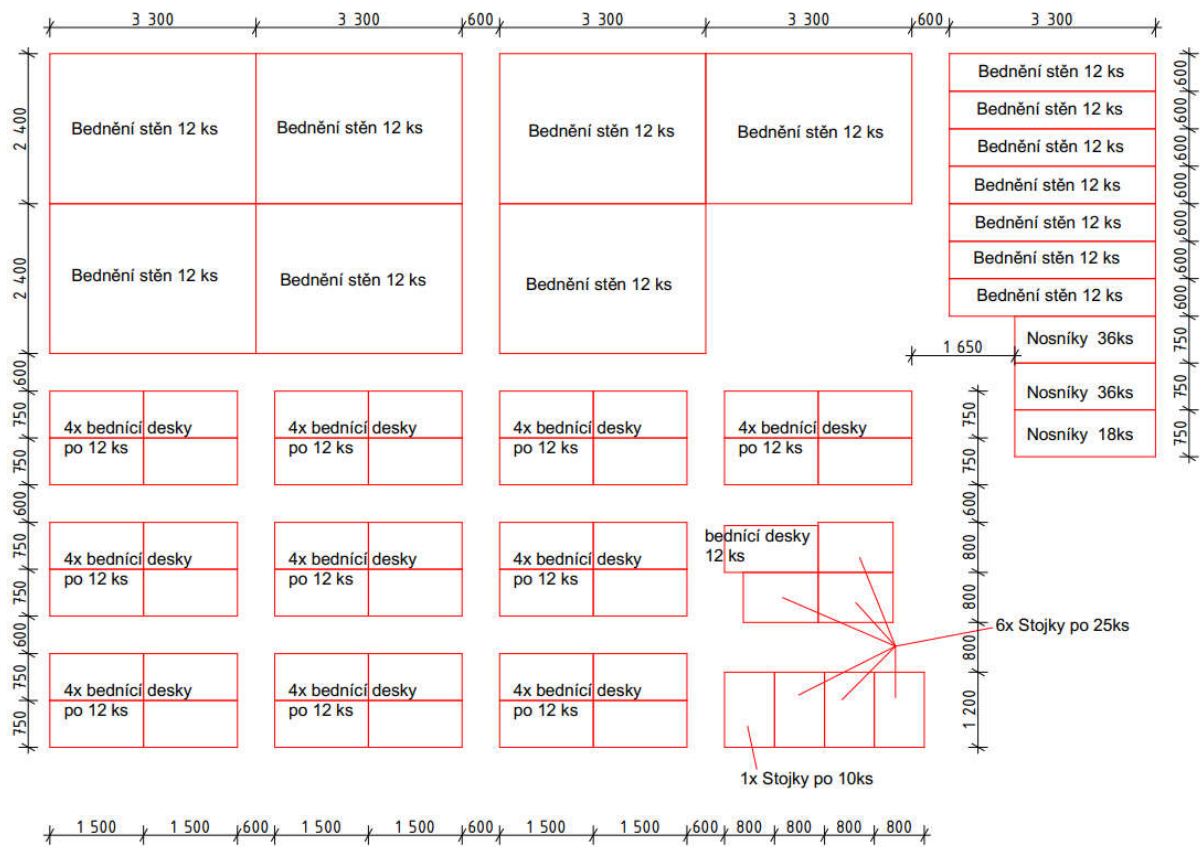 3 300 3 300 600 3 300 3 300 600 3 300
2 400
2 400
600
750
750
600
750
750
600
750
750
Bednění stěn 12 ks
Bednění stěn 12 ks
Bednění stěn 12 ks
Bednění stěn 12 ks
Bednění stěn 12 ks
Bednění stěn 12 ks
Bednění stěn 12 ks
Bednění stěn 12 ks
Bednění stěn 12 ks
Bednění stěn 12 ks
Bednění stěn 12 ks
Bednění stěn 12 ks
Bednění stěn 12 ks
Bednění stěn 12 ks
Nosníky 36ks
Nosníky 36ks
Nosníky 18ks
600
600
600
600
600
600
600
750
750
750
1 650
4x bednící desky
po 12 ks
4x bednící desky
po 12 ks
4x bednící desky
po 12 ks
4x bednící desky
po 12 ks
4x bednící desky
po 12 ks
4x bednící desky
po 12 ks
4x bednící desky
po 12 ks
bednící desky
12 ks
4x bednící desky
po 12 ks
4x bednící desky
po 12 ks
4x bednící desky
po 12 ks
750
750
600
800
800
800
1 200
6x Stojky po 25ks
1x Stojky po 10ks
1 500 1 500 600 1 500 1 500 600 1 500 1 500 600 800 800 800 800